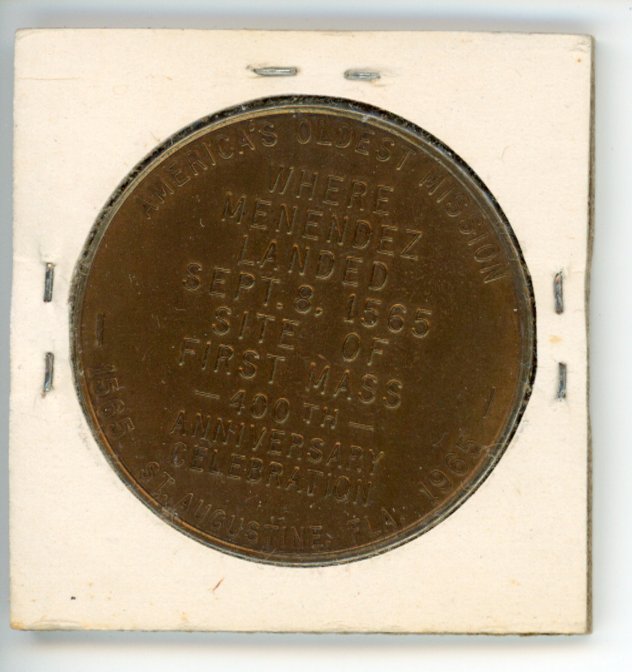 AMERICA'S OLDEST MISSION
WHERE
MENENDEZ
LANDED
SEPT. 8, 1565
SITE OF
FIRST MASS
— 400 TH —
ANNIVERSARY
CELEBRATION
— 1565 ST. AUGUSTINE, FLA. 1965 —